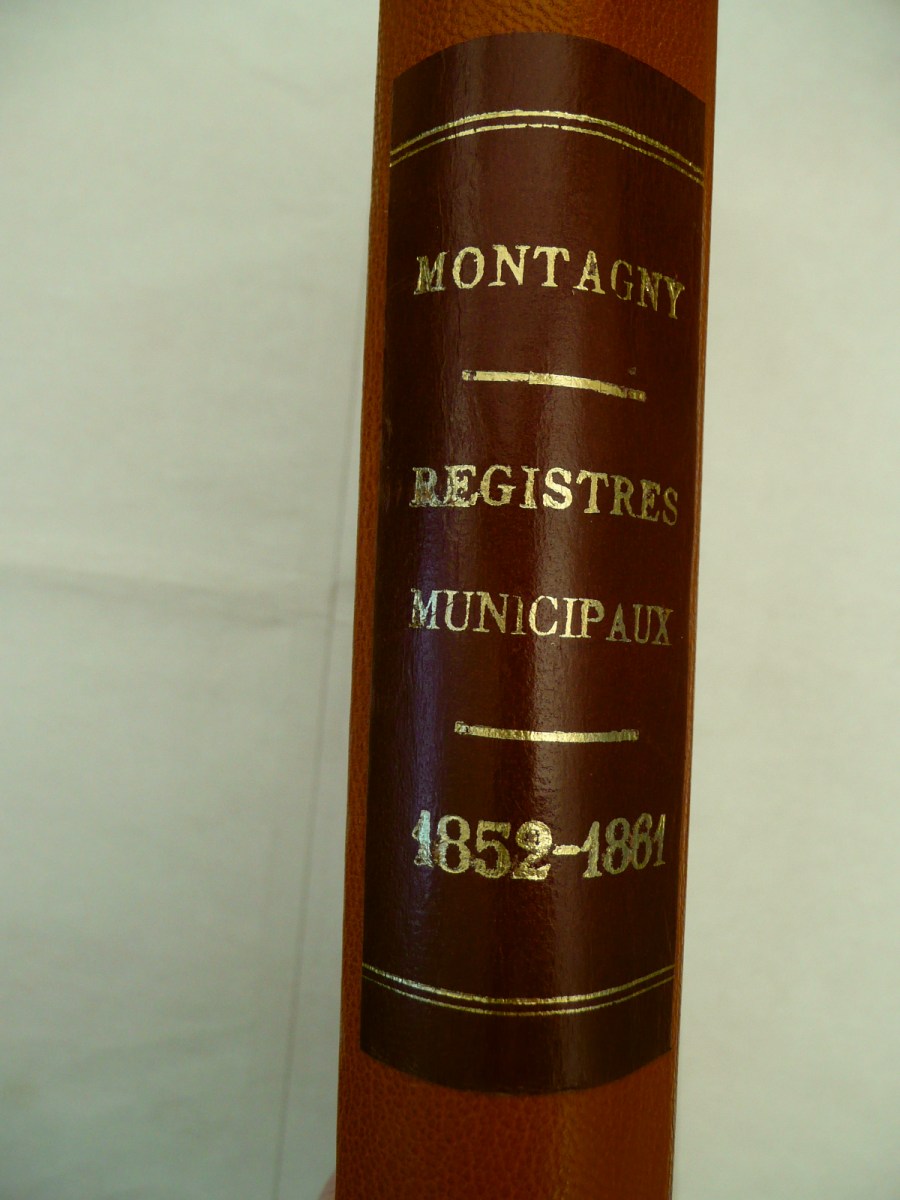 MONTAGNY
REGISTRES
MUNICIPAUX
1852-1861